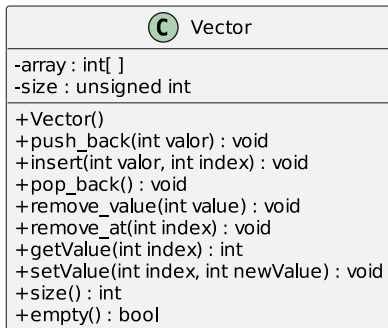 C Vector
-array : int[ ]
-size : unsigned int
+Vector()
+push_back(int valor) : void
+insert(int valor, int index) : void
+pop_back() : void
+remove_value(int value) : void
+remove_at(int index) : void
+getValue(int index) : int
+setValue(int index, int newValue) : void
+size() : int
+empty() : bool